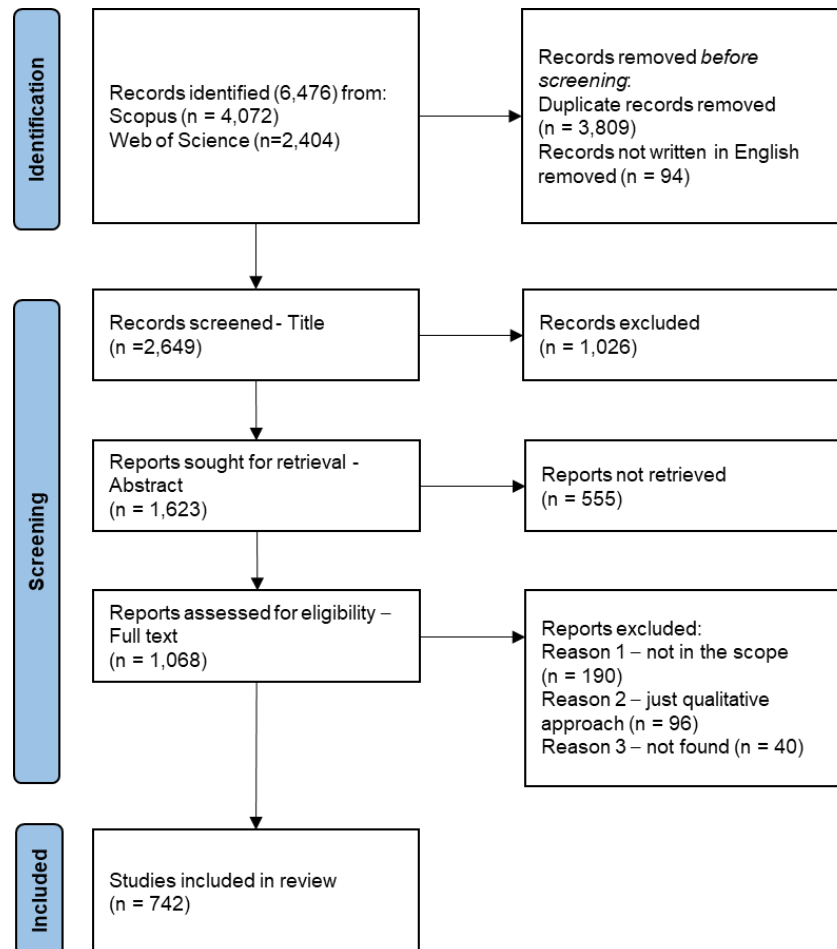 Identification
Records identified (6,476) from:
Scopus (n = 4,072)
Web of Science (n=2,404)
Records removed before
screening:
Duplicate records removed
(n = 3,809)
Records not written in English
removed (n = 94)
Screening
Records screened - Title
(n =2,649)
Records excluded
(n = 1,026)
Reports sought for retrieval -
Abstract
(n = 1,623)
Reports not retrieved
(n = 555)
Reports assessed for eligibility –
Full text
(n = 1,068)
Reports excluded:
Reason 1 – not in the scope
(n = 190)
Reason 2 – just qualitative
approach (n = 96)
Reason 3 – not found (n = 40)
Included
Studies included in review
(n = 742)